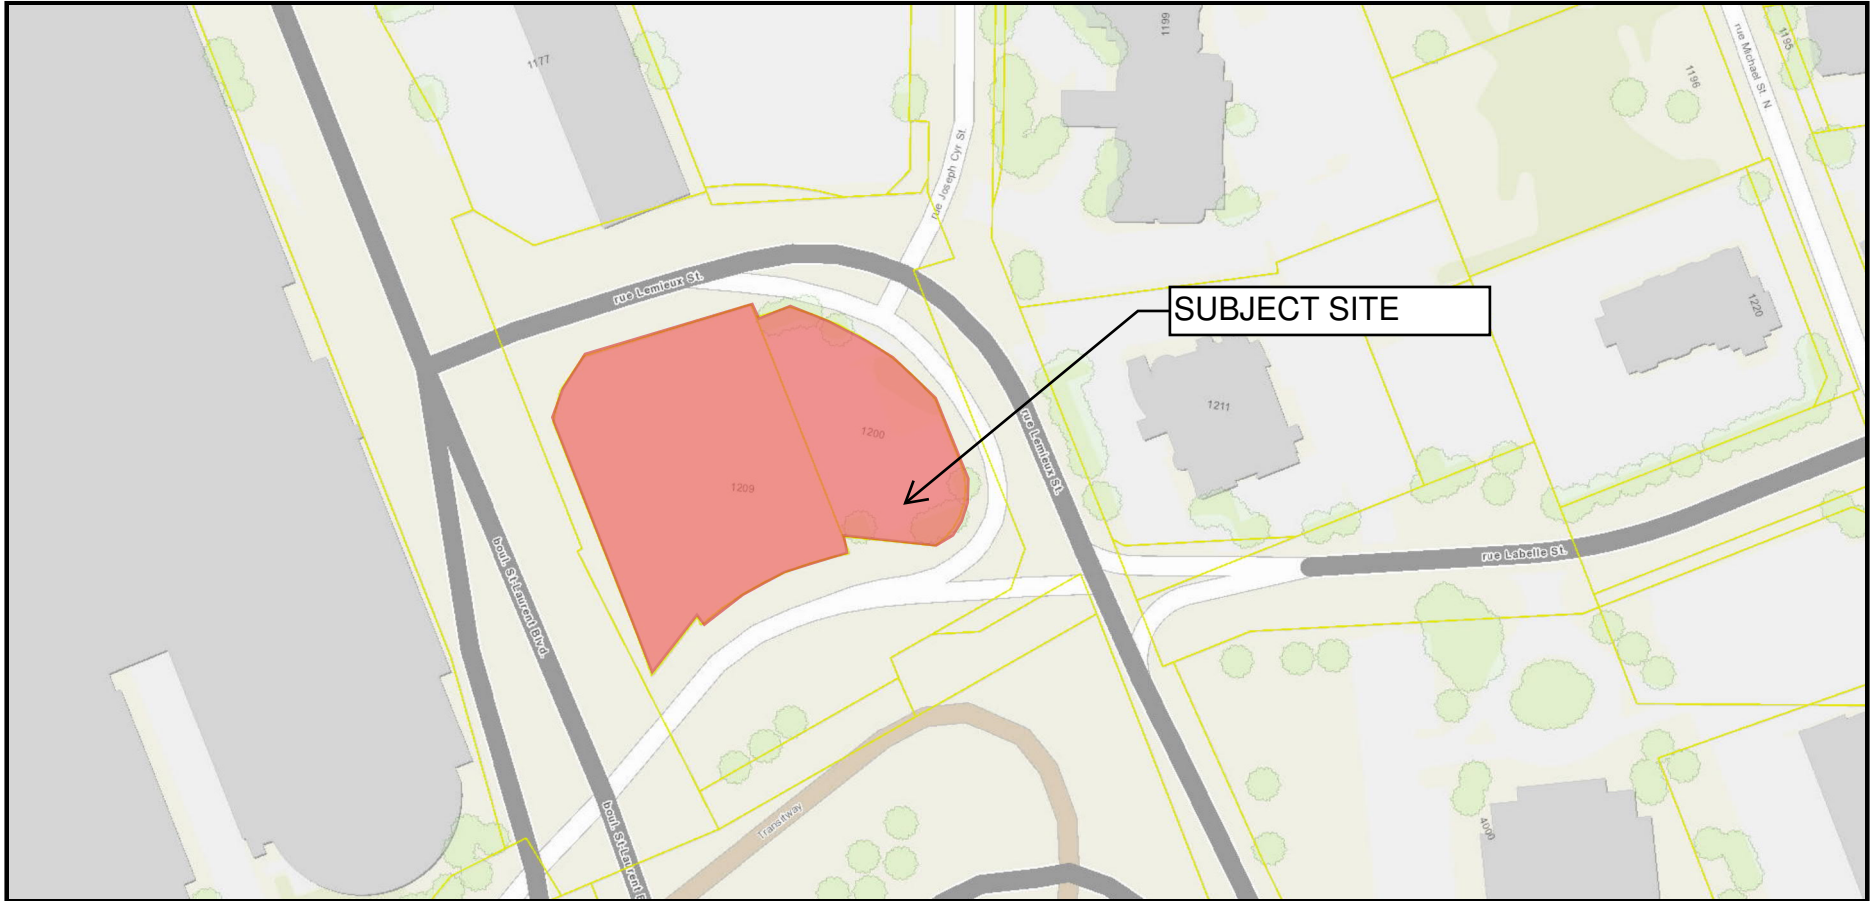 1177
1199
rue Michael St. N
1195
1196
rue Joseph Cyr St.
rue Lemieux St.
SUBJECT SITE
1220
1211
1200
rue Lemieux St.
1209
boul. St-Laurent Blvd.
rue Labelle St.
Transitway
boul. St-Laurent B
4000